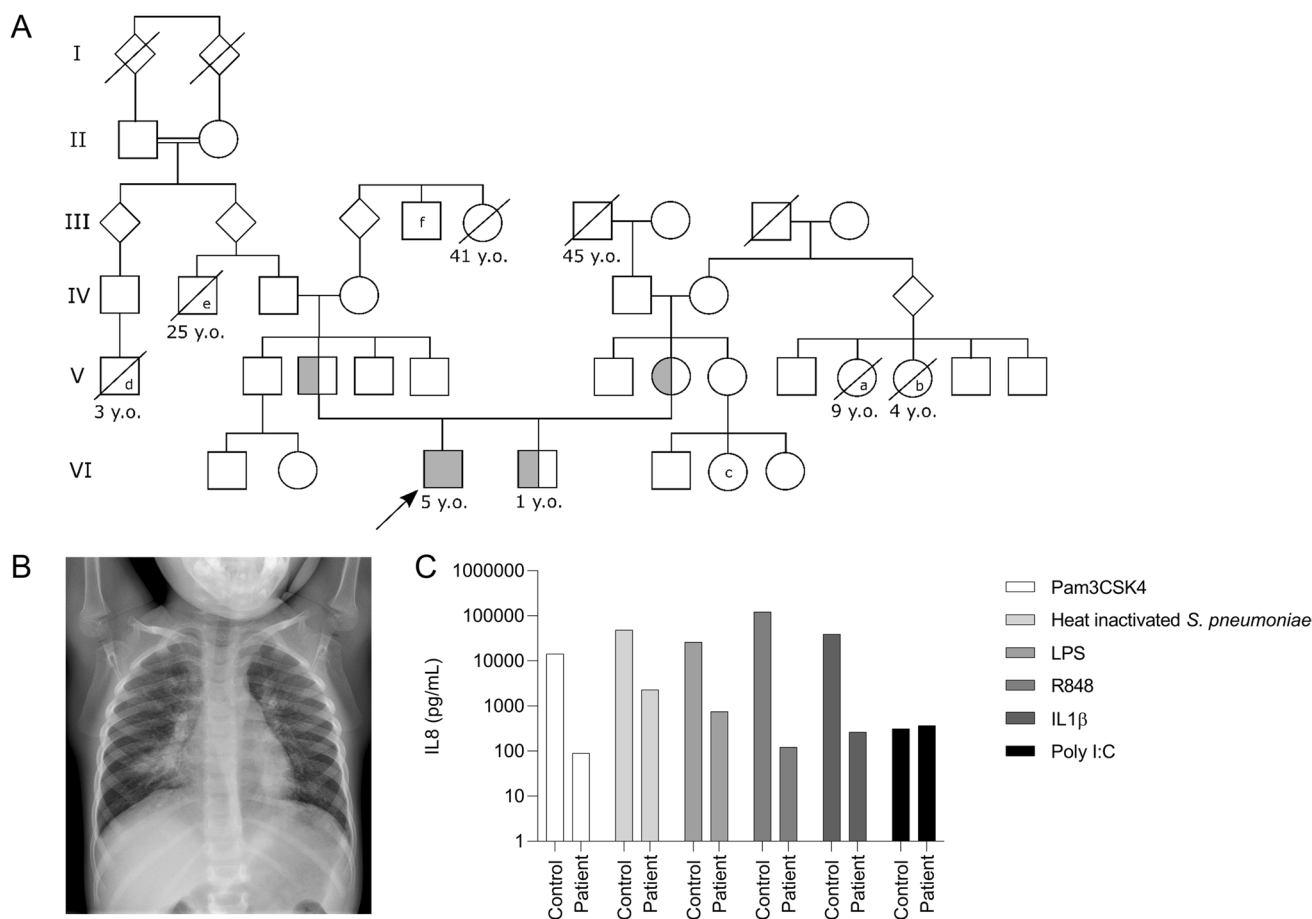 A
I
II
III
f
41 y.o.
45 y.o.
IV
e
25 y.o.
V
d
3 y.o.
a
b
9 y.o.
4 y.o.
VI
c
5 y.o.
1 y.o.
B
C
IL8 (pg/mL)
1000000
100000
10000
1000
100
10
1
Control
Patient
Control
Patient
Control
Patient
Control
Patient
Control
Patient
Control
Patient
Pam3CSK4
Heat inactivated S. pneumoniae
LPS
R848
IL1β
Poly I:C